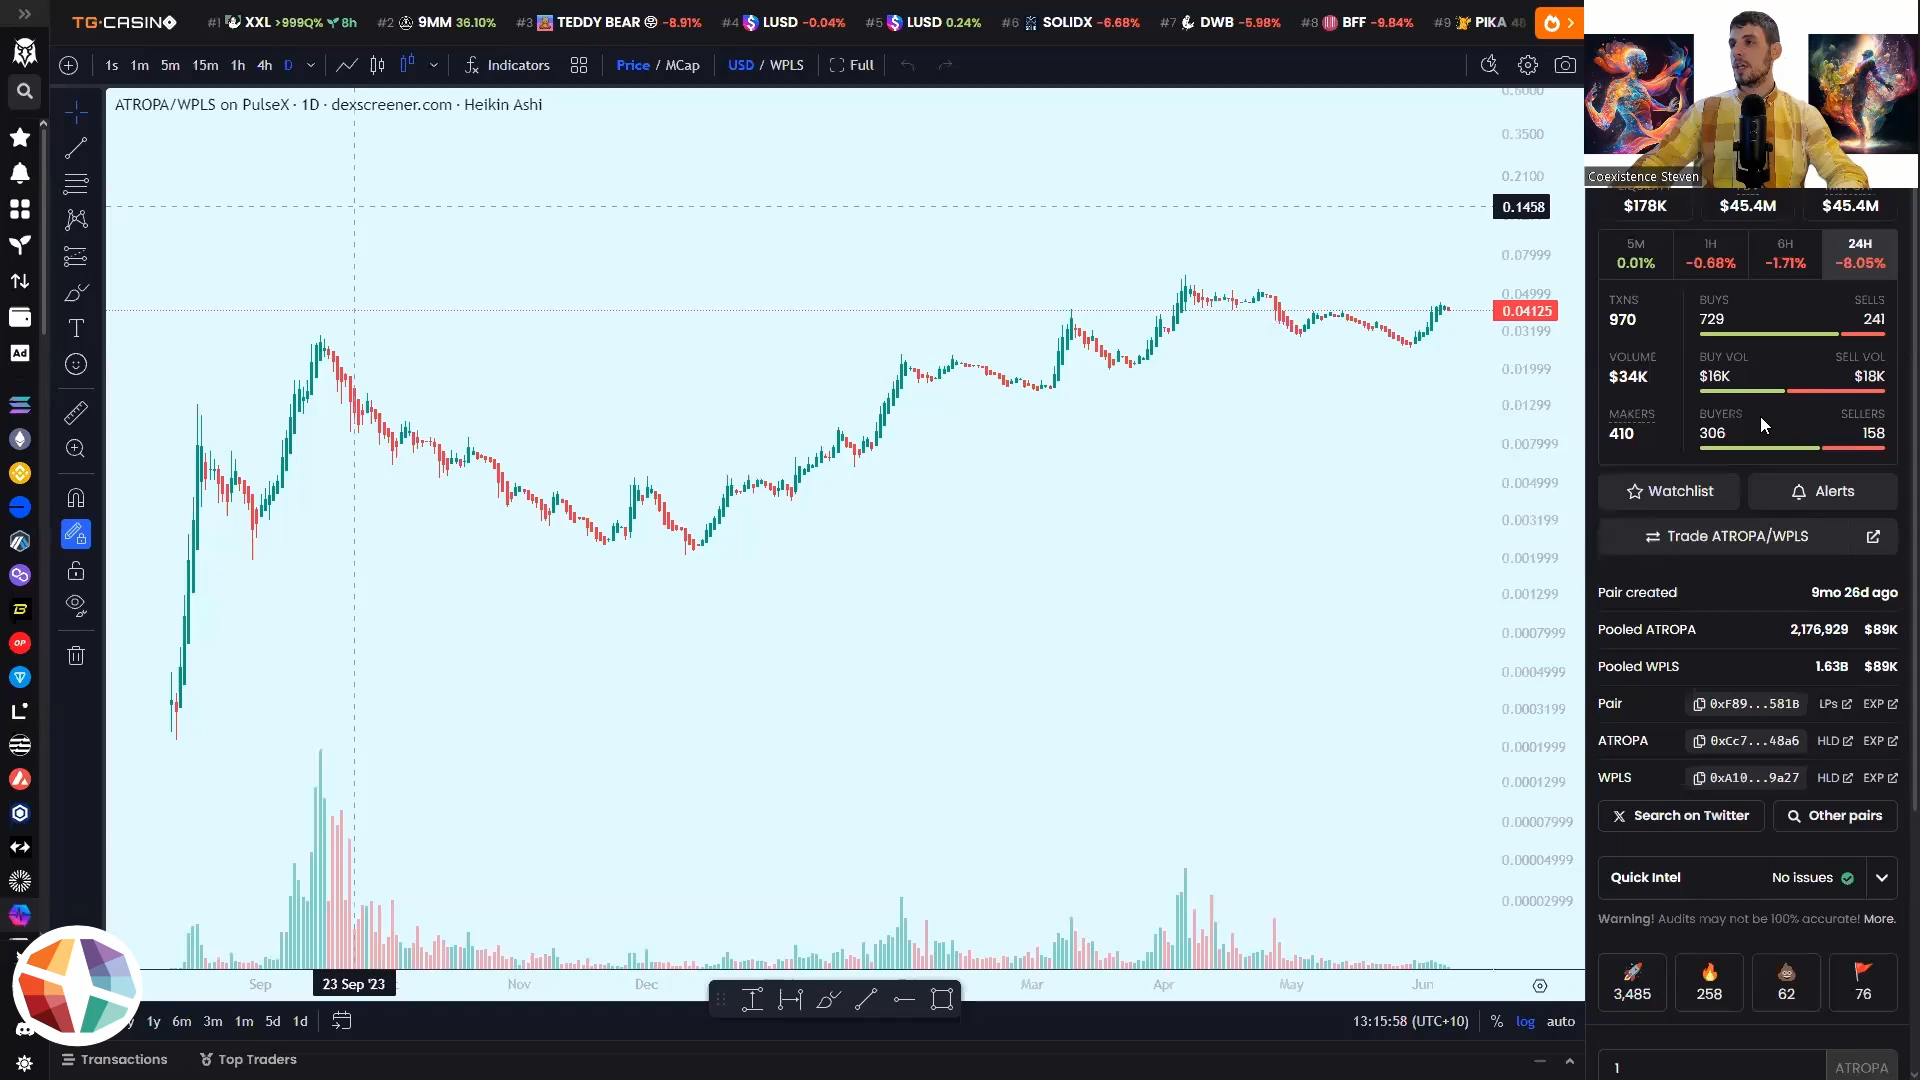 TG.CASINO
#1 XXL >999Q% 8h
#2 9MM 36.10%
#3 TEDDY BEAR -8.91%
#4 LUSD -0.04%
#5 LUSD 0.24%
#6 SOLIDX -6.68%
#7 DWB -5.98%
#8 BFF -9.84%
#9 PIKA
1s 1m 5m 15m 1h 4h D
Indicators
Price / MCap
USD / WPLS
Full
ATROPA/WPLS on PulseX · 1D · dexscreener.com · Heikin Ashi
Ad
OP
0.3500
0.2100
0.1458
0.07999
0.04999
0.04125
0.03199
0.01999
0.01299
0.007999
0.004999
0.003199
0.001999
0.001299
0.0007999
0.0004999
0.0003199
0.0001999
0.0001299
0.00007999
0.00004999
0.00002999
Sep
23 Sep '23
Nov
Dec
Mar
Apr
May
Jun
1y 6m 3m 1m 5d 1d
13:15:58 (UTC+10)
% log auto
Transactions
Top Traders
Coexistence Steven
$178K $45.4M $45.4M
5M 1H 6H 24H
0.01% -0.68% -1.71% -8.05%
TXNS BUYS SELLS
970 729 241
VOLUME BUY VOL SELL VOL
$34K $16K $18K
MAKERS BUYERS SELLERS
410 306 158
Watchlist
Alerts
Trade ATROPA/WPLS
Pair created 9mo 26d ago
Pooled ATROPA 2,176,929 $89K
Pooled WPLS 1.63B $89K
Pair 0xF89...581B LPs EXP
ATROPA 0xCc7...48a6 HLD EXP
WPLS 0xA10...9a27 HLD EXP
Search on Twitter
Other pairs
Quick Intel No issues
Warning! Audits may not be 100% accurate! More.
3,485 258 62 76
1 ATROPA